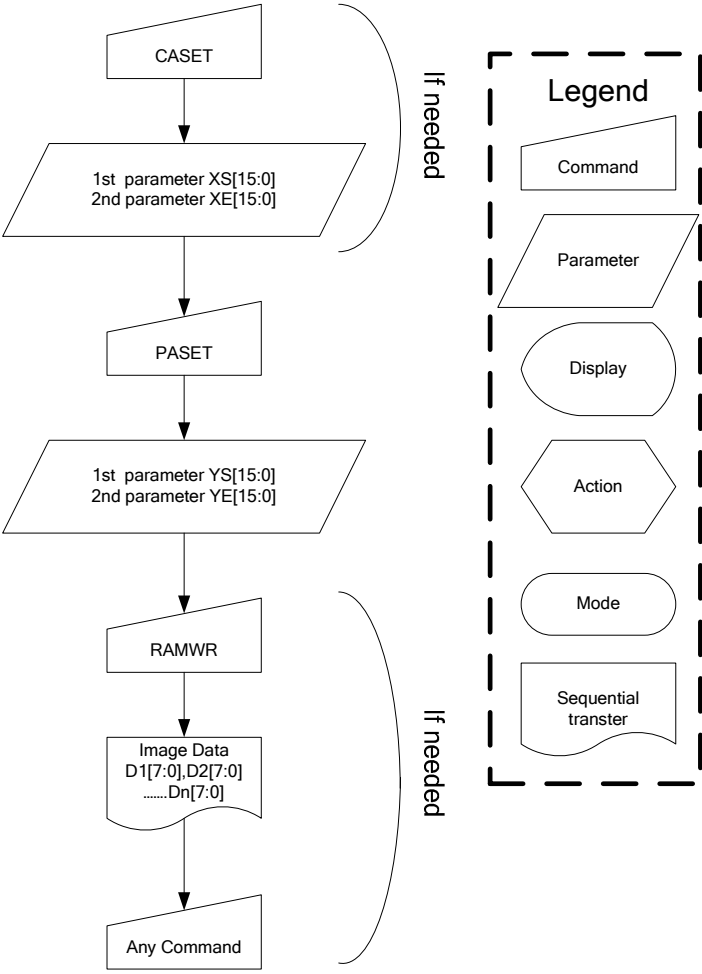 CASET
1st parameter XS[15:0]
2nd parameter XE[15:0]
If needed
PASET
1st parameter YS[15:0]
2nd parameter YE[15:0]
RAMWR
Image Data
D1[7:0],D2[7:0]
.......Dn[7:0]
Any Command
If needed
Legend
Command
Parameter
Display
Action
Mode
Sequential
transter